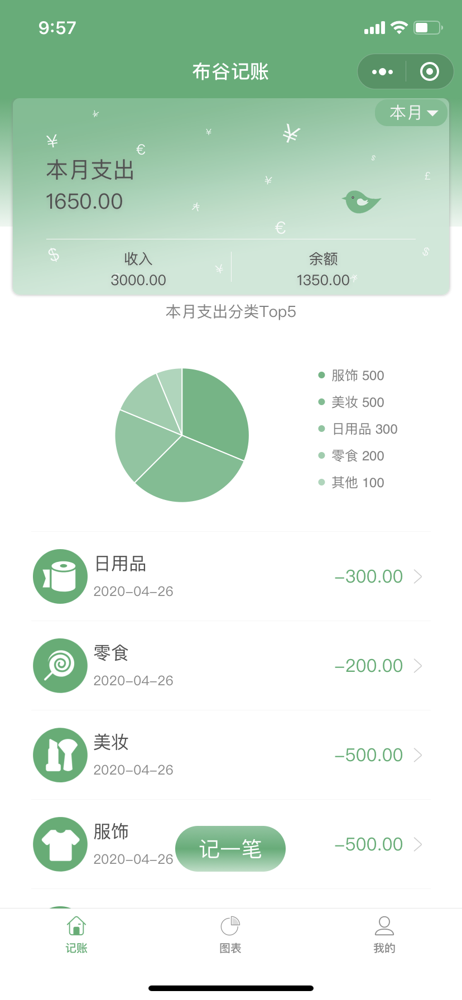 9:57
布谷记账
本月
本月支出
1650.00
收入
3000.00
余额
1350.00
本月支出分类Top5
服饰 500
美妆 500
日用品 300
零食 200
其他 100
日用品
2020-04-26
-300.00
零食
2020-04-26
-200.00
美妆
2020-04-26
-500.00
服饰
2020-04-26
-500.00
记一笔
记账
图表
我的